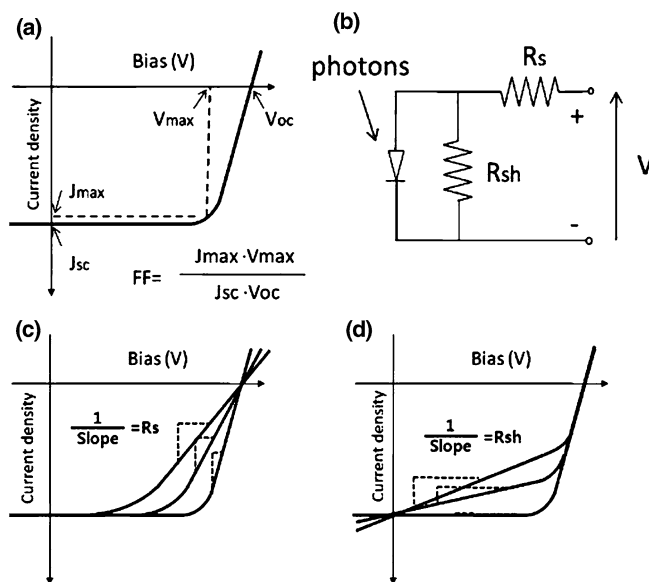 (a)
Bias (V)
Vmax
Voc
Current density
Jmax
Jsc
FF= Jmax ·Vmax
Jsc ·Voc
(b)
photons
Rs
+
Rsh
V
-
(c)
Bias (V)
1
Slope =Rs
Current density
(d)
Bias (V)
1
Slope =Rsh
Current density